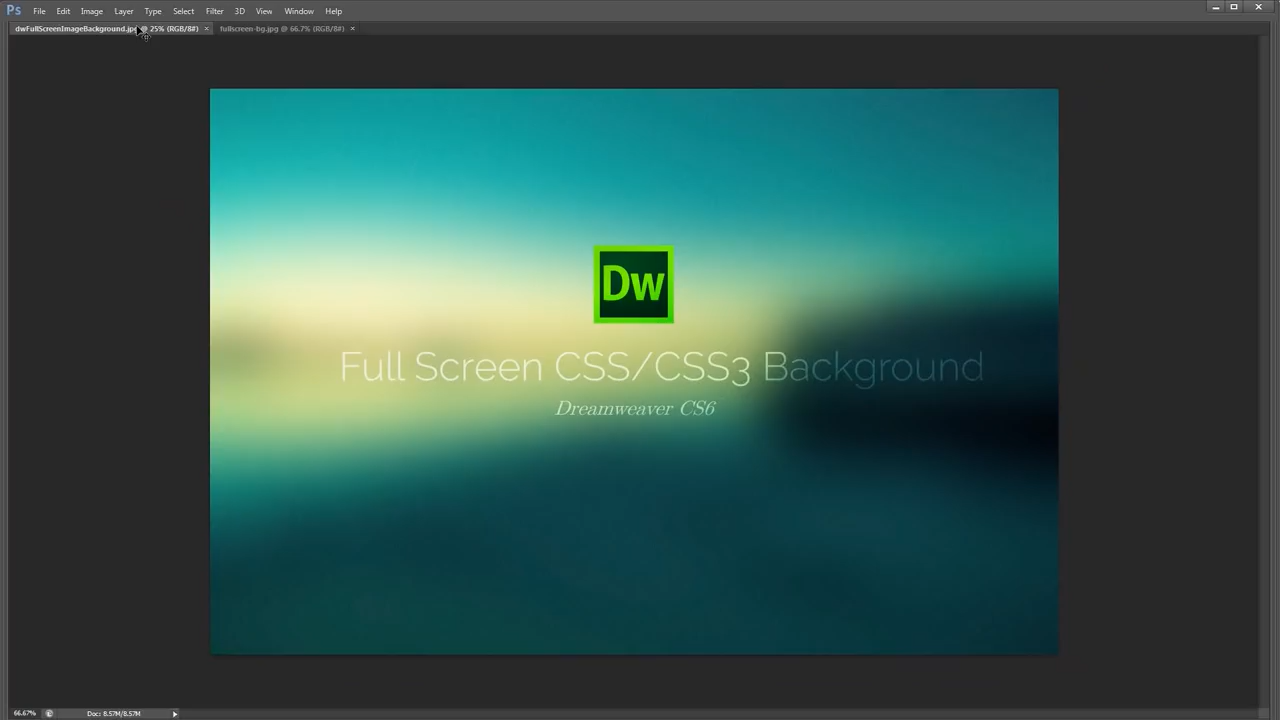 Ps File Edit Image Layer Type Select Filter 3D View Window Help
dwFullScreenImageBackground.jpg @ 25% (RGB/8#) × fullscreen-bg.jpg @ 66.7% (RGB/8#) ×
Dw
Full Screen CSS/CSS3 Background
Dreamweaver CS6
66.67% Doc: 8.57M/8.57M